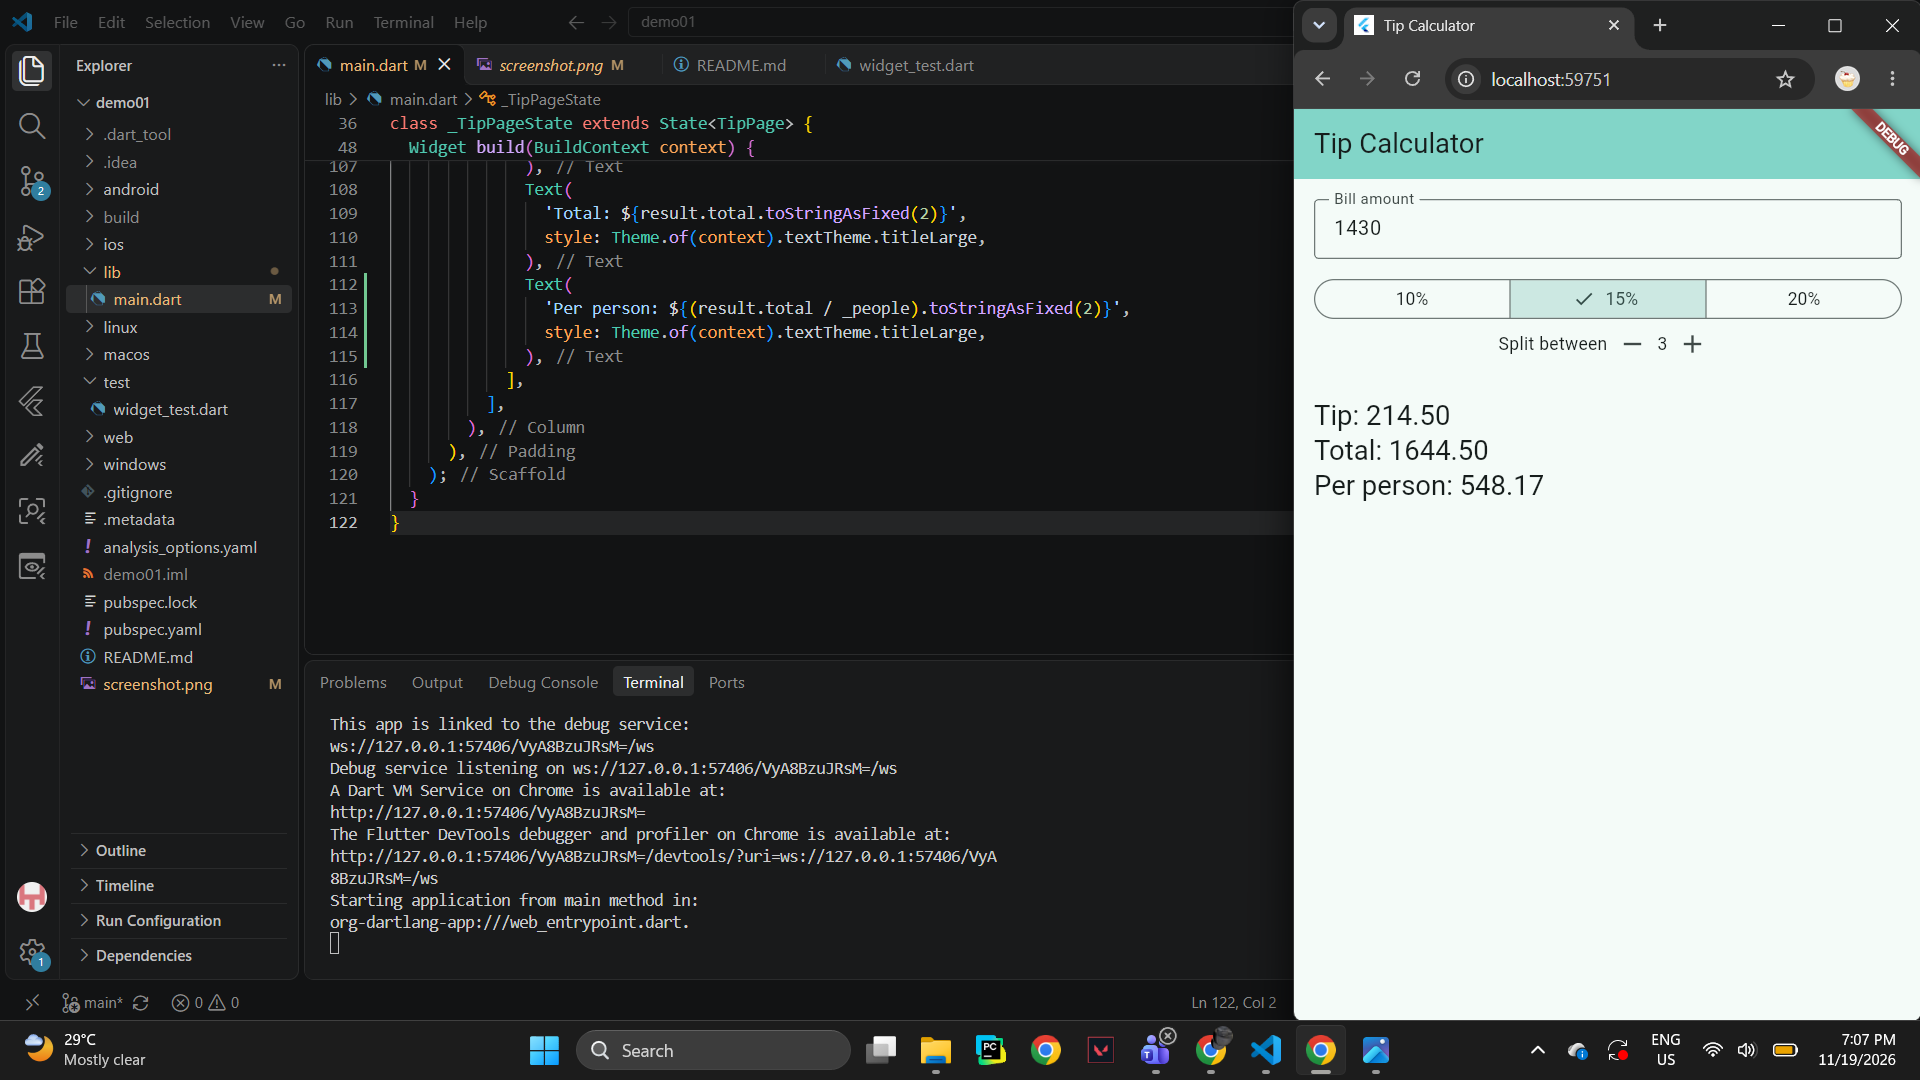 File Edit Selection View Go Run Terminal Help
demo01
Explorer
demo01
.dart_tool
.idea
android
build
ios
lib
main.dart M
linux
macos
test
widget_test.dart
web
windows
.gitignore
.metadata
analysis_options.yaml
demo01.iml
pubspec.lock
pubspec.yaml
README.md
screenshot.png M
Outline
Timeline
Run Configuration
Dependencies
2
1
main.dart M
screenshot.png M
README.md
widget_test.dart
lib > main.dart > _TipPageState
36 class _TipPageState extends State<TipPage> {
48 Widget build(BuildContext context) {
107 ), // Text
108 Text(
109 'Total: ${result.total.toStringAsFixed(2)}',
110 style: Theme.of(context).textTheme.titleLarge,
111 ), // Text
112 Text(
113 'Per person: ${(result.total / _people).toStringAsFixed(2)}',
114 style: Theme.of(context).textTheme.titleLarge,
115 ), // Text
116 ],
117 ],
118 ), // Column
119 ), // Padding
120 ); // Scaffold
121 }
122 }
Problems Output Debug Console Terminal Ports
This app is linked to the debug service:
ws://127.0.0.1:57406/VyA8BzuJRsM=/ws
Debug service listening on ws://127.0.0.1:57406/VyA8BzuJRsM=/ws
A Dart VM Service on Chrome is available at:
http://127.0.0.1:57406/VyA8BzuJRsM=
The Flutter DevTools debugger and profiler on Chrome is available at:
http://127.0.0.1:57406/VyA8BzuJRsM=/devtools/?uri=ws://127.0.0.1:57406/VyA
8BzuJRsM=/ws
Starting application from main method in:
org-dartlang-app:///web_entrypoint.dart.
main* 0 0
Ln 122, Col 2
Tip Calculator
localhost:59751
Tip Calculator
DEBUG
Bill amount
1430
10% 15% 20%
Split between 3
Tip: 214.50
Total: 1644.50
Per person: 548.17
29°C
Mostly clear
Search
PC
T
ENG
US
7:07 PM
11/19/2026